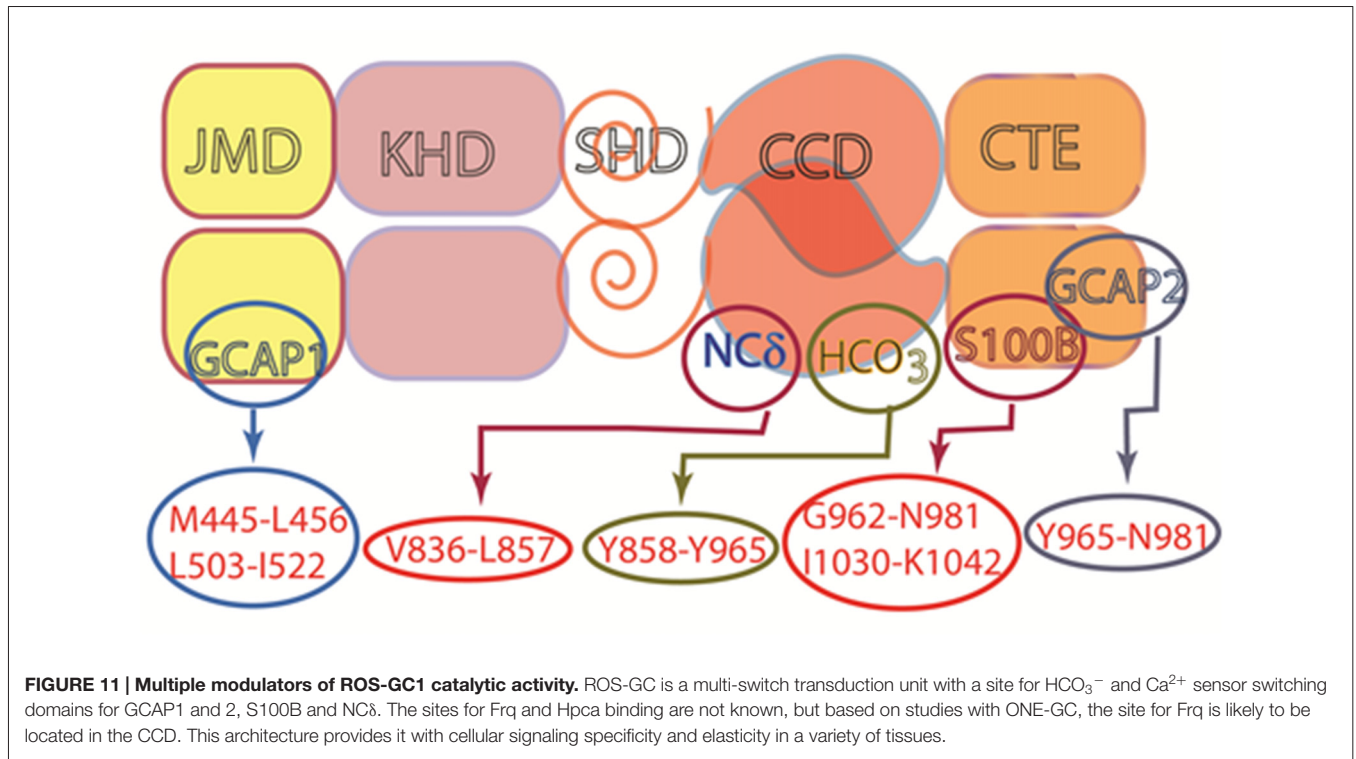 JMD KHD SHD CCD CTE
GCAP2
GCAP1 NCδ HCO3 S100B
M445-L456
L503-I522
V836-L857
Y858-Y965
G962-N981
I1030-K1042
Y965-N981
FIGURE 11 | Multiple modulators of ROS-GC1 catalytic activity. ROS-GC is a multi-switch transduction unit with a site for HCO₃⁻ and Ca²⁺ sensor switching
domains for GCAP1 and 2, S100B and NCδ. The sites for Frq and Hpca binding are not known, but based on studies with ONE-GC, the site for Frq is likely to be
located in the CCD. This architecture provides it with cellular signaling specificity and elasticity in a variety of tissues.